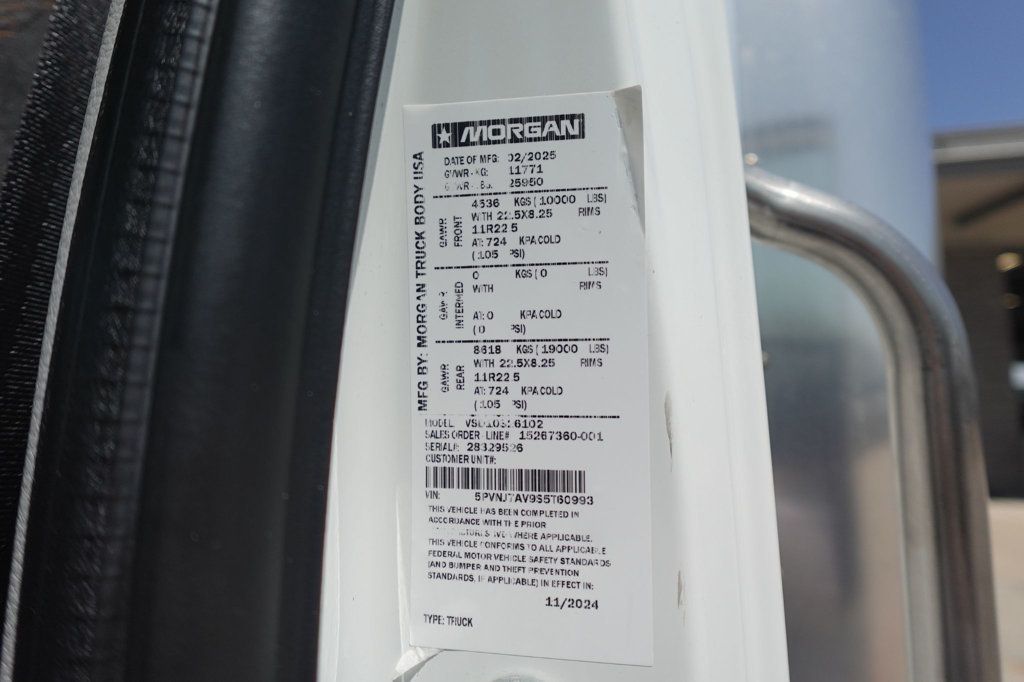 MORGAN
MFG BY: MORGAN TRUCK BODY USA
DATE OF MFG: 02/2025
GVWR - KG: 11771
GVWR - LBS: 25950
GAWR FRONT
4536 KGS ( 10000 LBS)
WITH 22.5X8.25 RIMS
11R22.5
AT: 724 KPA COLD
( 105 PSI)
GAWR INTERMED
0 KGS ( 0 LBS)
WITH RIMS
AT: 0 KPA COLD
( 0 PSI)
GAWR REAR
8618 KGS ( 19000 LBS)
WITH 22.5X8.25 RIMS
11R22.5
AT: 724 KPA COLD
( 105 PSI)
MODEL:
SALES ORDER - LINE# 15267360-001
SERIAL#: 28329526
CUSTOMER UNIT#:
VIN: 5PVNJ7AV9S5T60993
THIS VEHICLE HAS BEEN COMPLETED IN
ACCORDANCE WITH THE PRIOR
WHERE APPLICABLE.
THIS VEHICLE CONFORMS TO ALL APPLICABLE
FEDERAL MOTOR VEHICLE SAFETY STANDARDS
(AND BUMPER AND THEFT PREVENTION
STANDARDS, IF APPLICABLE) IN EFFECT IN:
11/2024
TYPE: TRUCK